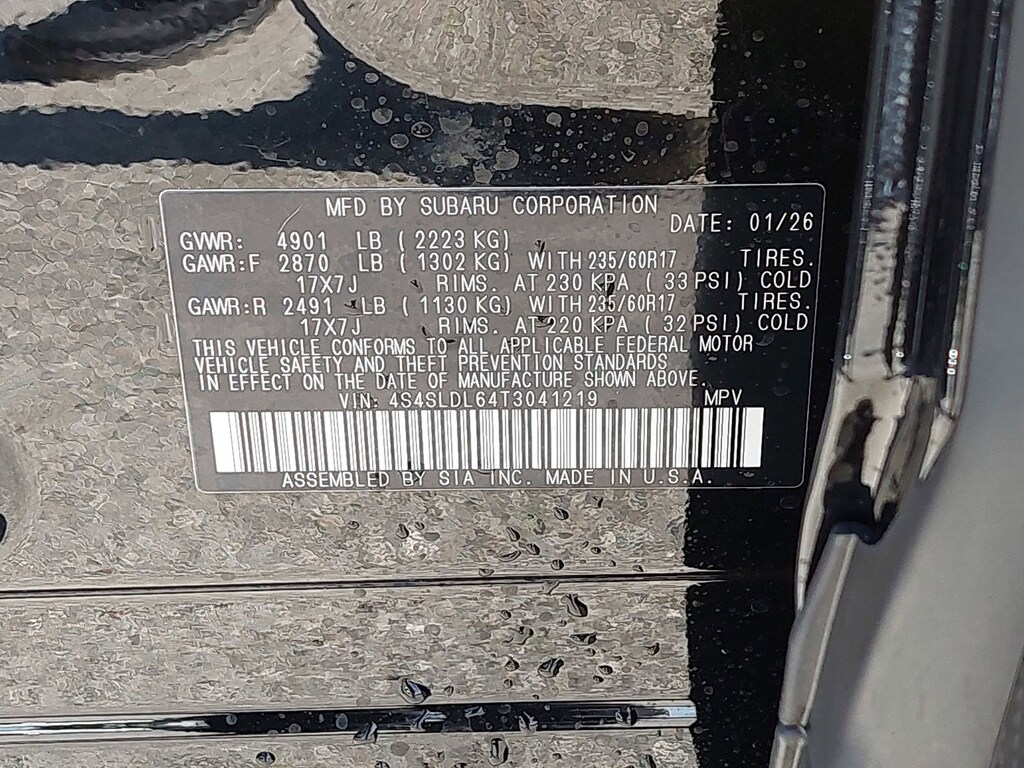 MFD BY SUBARU CORPORATION
DATE: 01/26
GVWR: 4901 LB (2223 KG)
GAWR:F 2870 LB (1302 KG) WITH 235/60R17 TIRES.
17X7J RIMS. AT 230 KPA (33 PSI) COLD
GAWR:R 2491 LB (1130 KG) WITH 235/60R17 TIRES.
17X7J RIMS. AT 220 KPA (32 PSI) COLD
THIS VEHICLE CONFORMS TO ALL APPLICABLE FEDERAL MOTOR
VEHICLE SAFETY AND THEFT PREVENTION STANDARDS
IN EFFECT ON THE DATE OF MANUFACTURE SHOWN ABOVE.
VIN: 4S4SLDL64T3041219 MPV
ASSEMBLED BY SIA INC. MADE IN U.S.A.